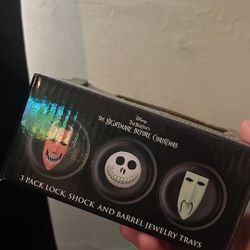 Disney
Tim Burton's
THE NIGHTMARE BEFORE CHRISTMAS
3 PACK LOCK, SHOCK AND BARREL JEWELRY TRAYS